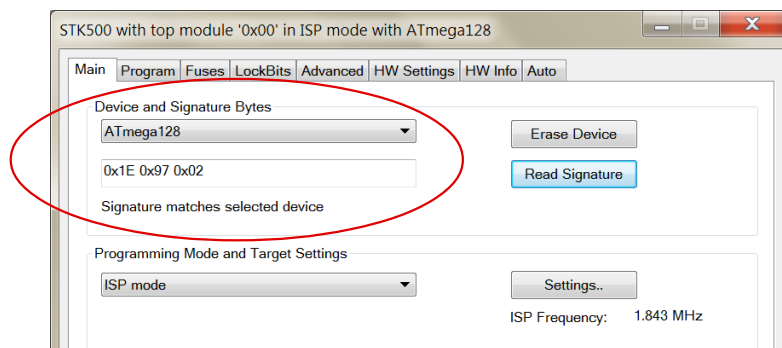 STK500 with top module '0x00' in ISP mode with ATmega128
Main Program Fuses LockBits Advanced HW Settings HW Info Auto
Device and Signature Bytes
ATmega128
Erase Device
0x1E 0x97 0x02
Read Signature
Signature matches selected device
Programming Mode and Target Settings
ISP mode
Settings..
ISP Frequency: 1.843 MHz